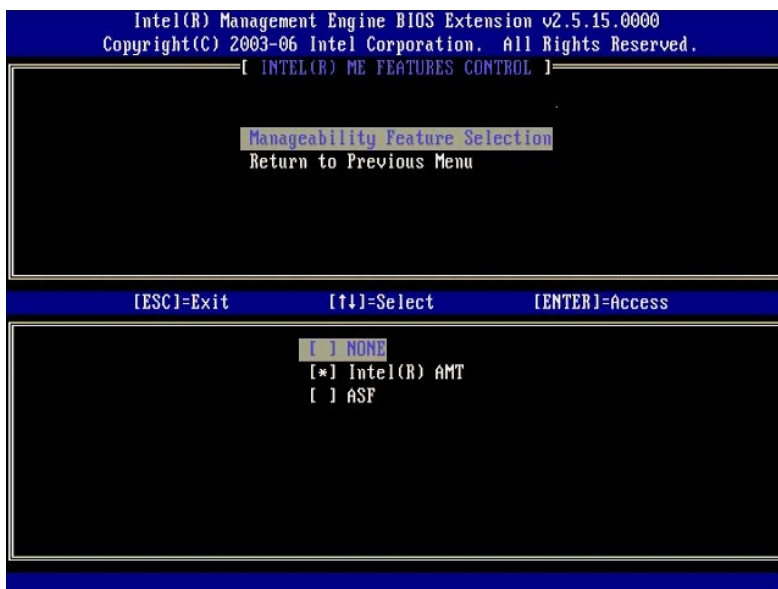 Intel(R) Management Engine BIOS Extension v2.5.15.0000
Copyright(C) 2003-06 Intel Corporation. All Rights Reserved.
[ INTEL(R) ME FEATURES CONTROL ]
Manageability Feature Selection
Return to Previous Menu
[ESC]=Exit [↑↓]=Select [ENTER]=Access
[ ] NONE
[*] Intel(R) AMT
[ ] ASF